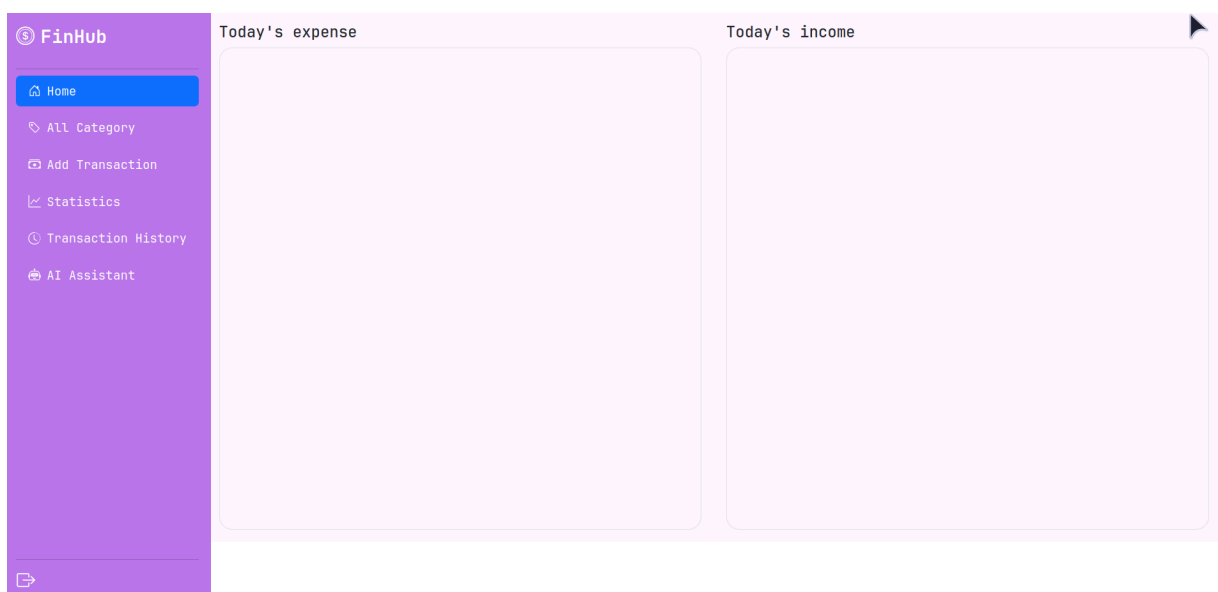 FinHub
Home
All Category
Add Transaction
Statistics
Transaction History
AI Assistant
Today's expense
Today's income